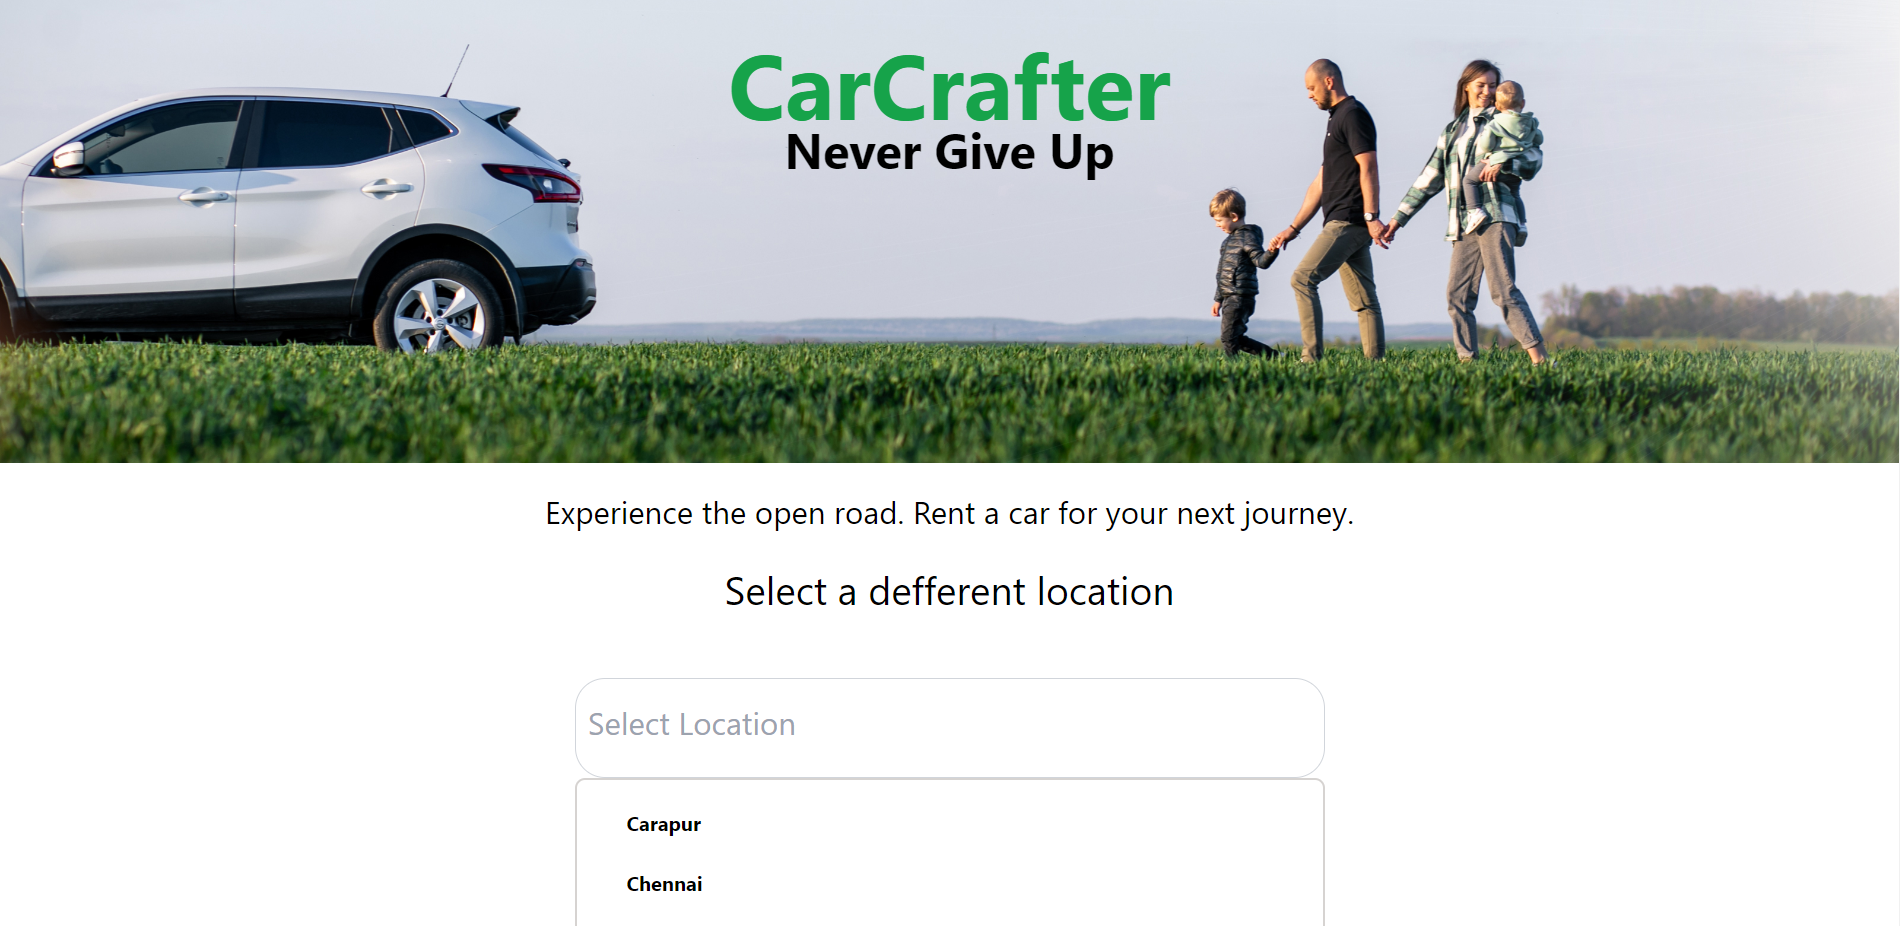 CarCrafter
Never Give Up
Experience the open road. Rent a car for your next journey.
Select a defferent location
Select Location
Carapur
Chennai